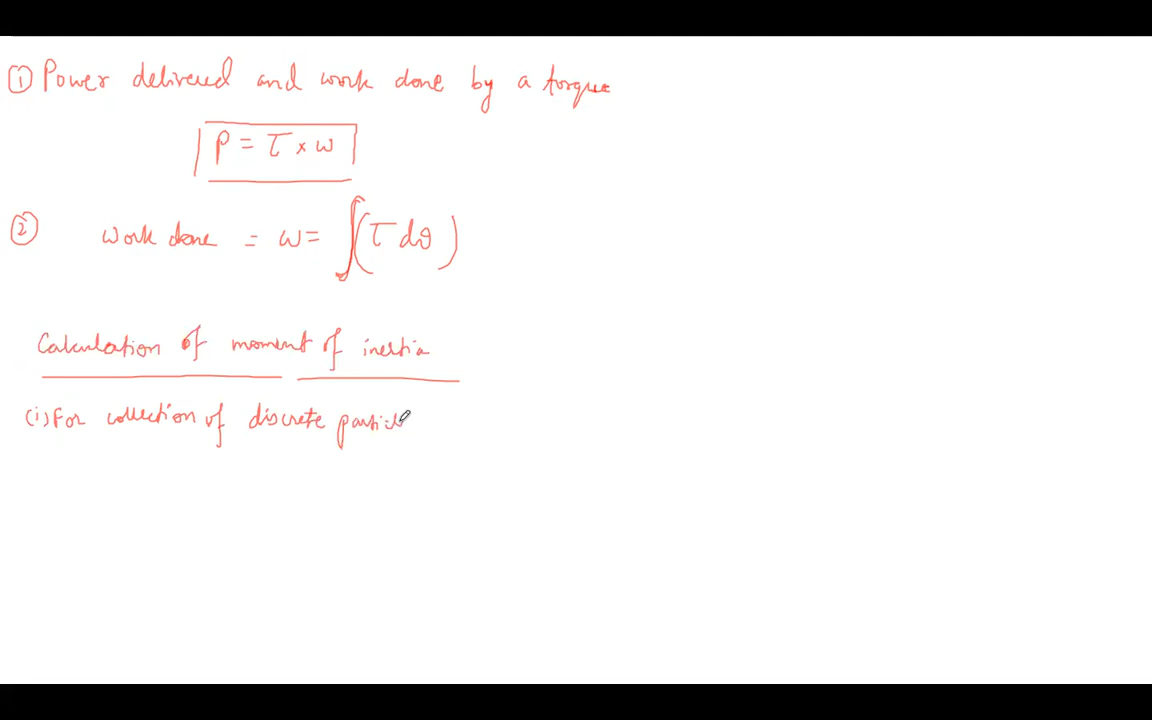 ① Power delivered and work done by a torque
P = τ × ω
② work done = w = ∫(τ dθ)
Calculation of moment of inertia
(i) For collection of discrete